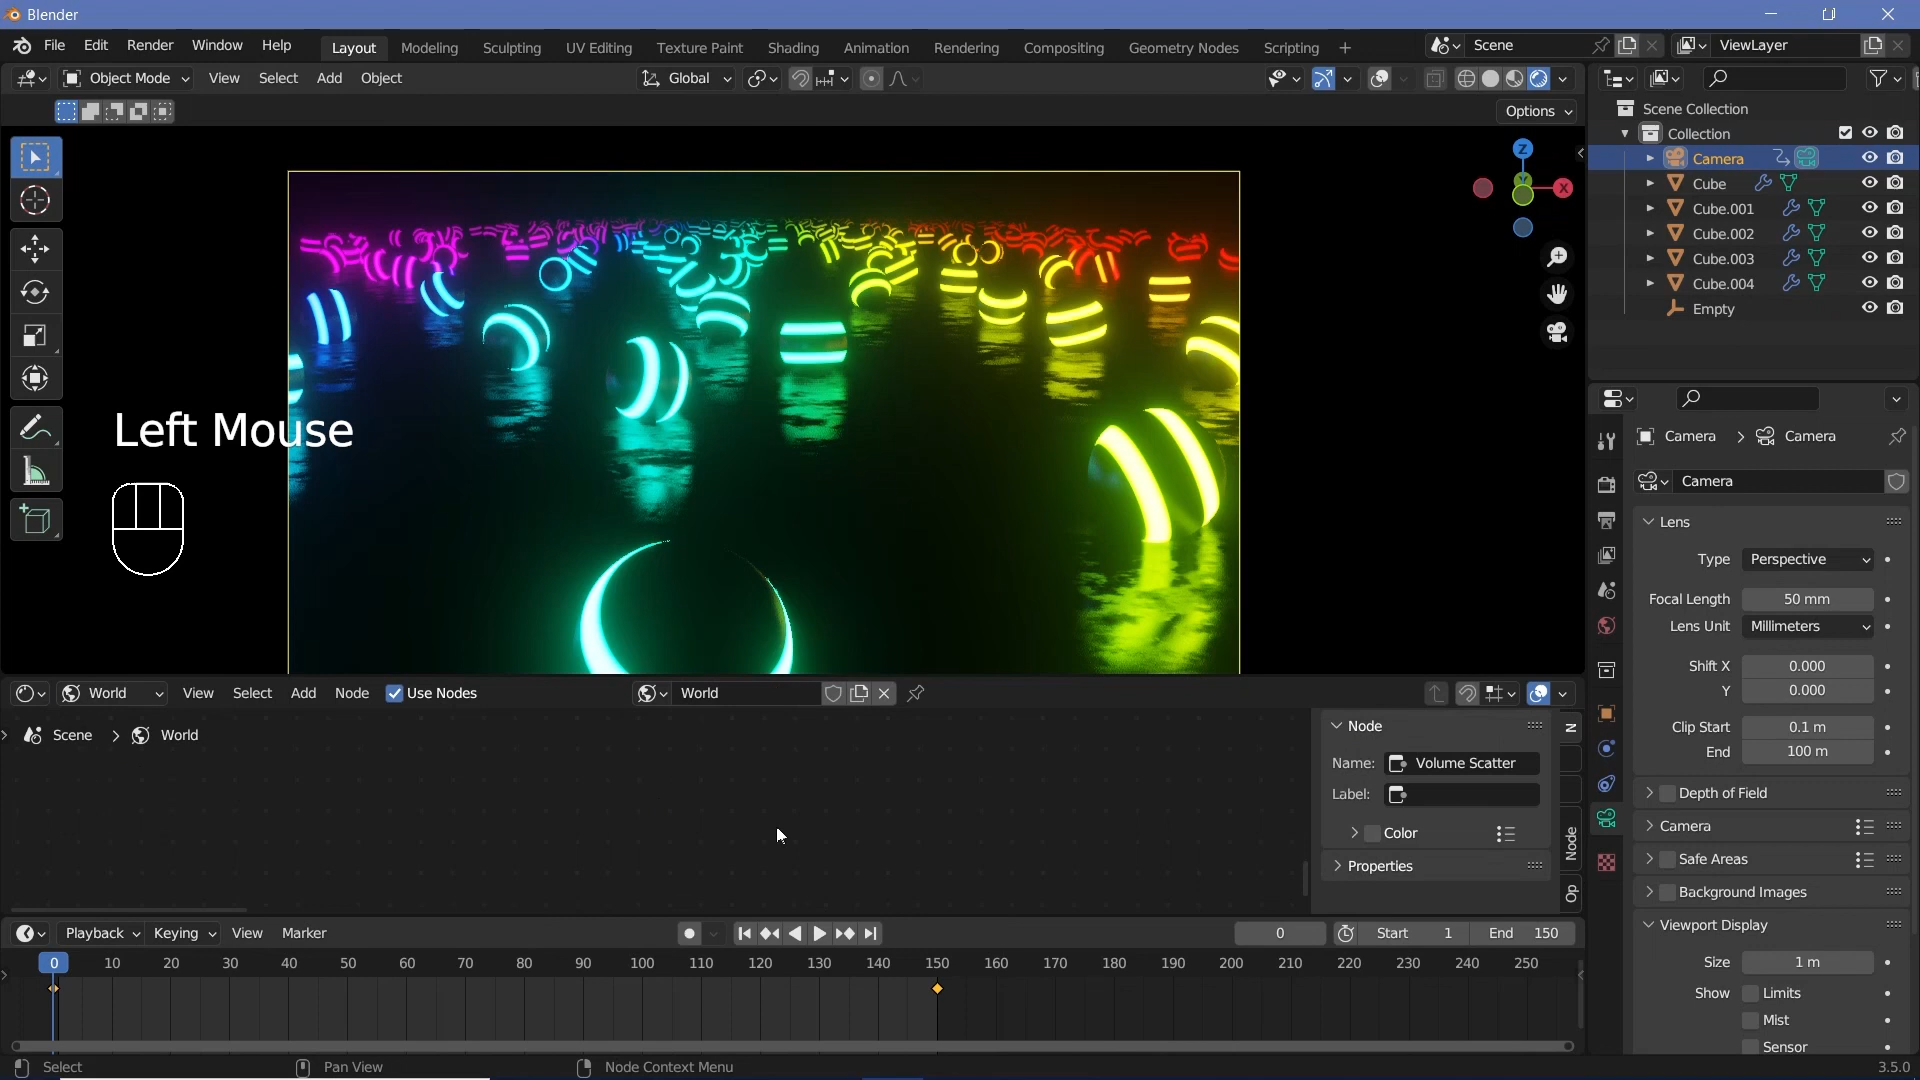 Blender
File Edit Render Window Help Layout Modeling Sculpting UV Editing Texture Paint Shading Animation Rendering Compositing Geometry Nodes Scripting + Scene ViewLayer
Object Mode View Select Add Object Global
Options
Scene Collection
Collection
Camera
Cube
Cube.001
Cube.002
Cube.003
Cube.004
Empty
Z
Y
X
Left Mouse
Camera Camera
Camera
Lens
Type Perspective
Focal Length 50 mm
Lens Unit Millimeters
Shift X 0.000
Y 0.000
Clip Start 0.1 m
End 100 m
Depth of Field
Camera
Safe Areas
Background Images
Viewport Display
Size 1 m
Show Limits
Mist
Sensor
World View Select Add Node Use Nodes World
Scene World
Node
Name: Volume Scatter
Label:
Color
Properties
N
Node
Op
Playback Keying View Marker 0 Start 1 End 150
0 10 20 30 40 50 60 70 80 90 100 110 120 130 140 150 160 170 180 190 200 210 220 230 240 250
Select Pan View Node Context Menu 3.5.0